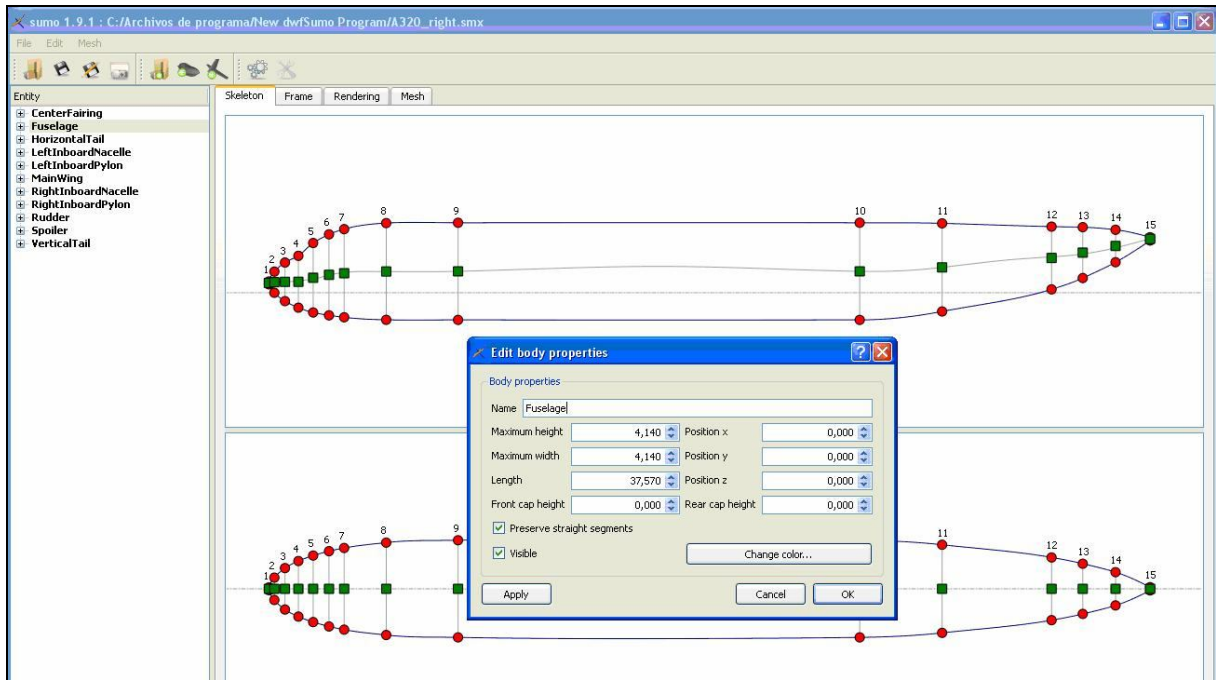 sumo 1.9.1 : C:/Archivos de programa/New dwfSumo Program/A320_right.smx
File Edit Mesh
Entity
CenterFairing
Fuselage
HorizontalTail
LeftInboardNacelle
LeftInboardPylon
MainWing
RightInboardNacelle
RightInboardPylon
Rudder
Spoiler
VerticalTail
Skeleton Frame Rendering Mesh
1 2 3 4 5 6 7 8 9 10 11 12 13 14 15
Edit body properties
Body properties
Name Fuselage
Maximum height 4,140 Position x 0,000
Maximum width 4,140 Position y 0,000
Length 37,570 Position z 0,000
Front cap height 0,000 Rear cap height 0,000
Preserve straight segments
Visible Change color...
Apply Cancel OK
1 2 3 4 5 6 7 8 9 11 12 13 14 15